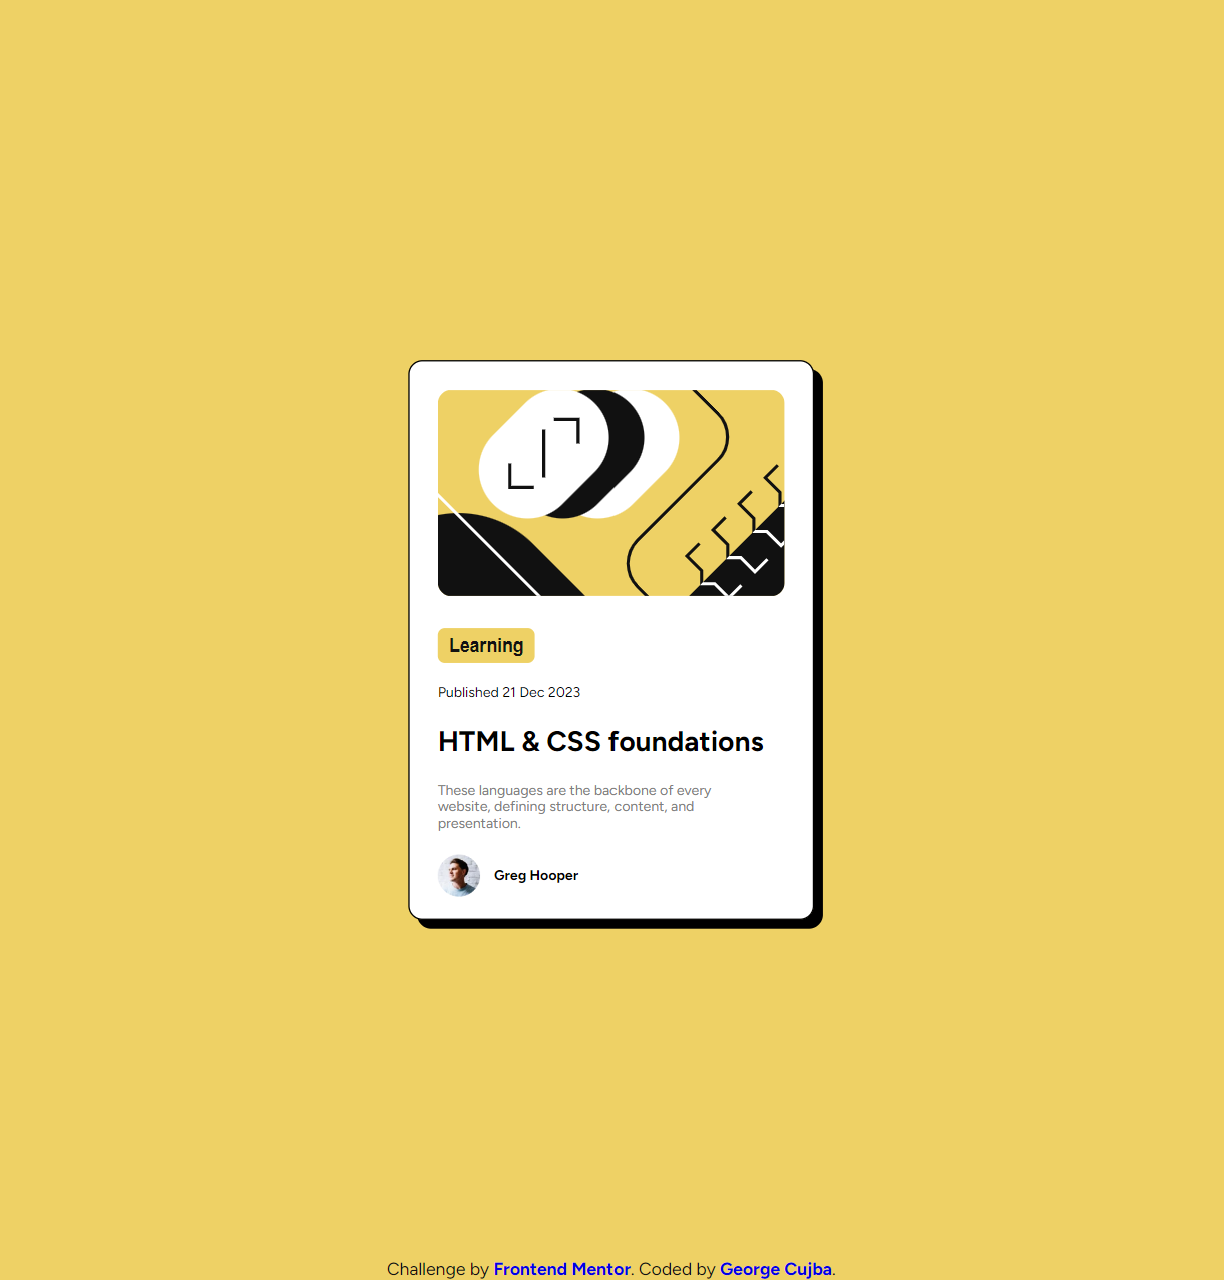 Learning
Published 21 Dec 2023
HTML & CSS foundations
These languages are the backbone of every
website, defining structure, content, and
presentation.
Greg Hooper
Challenge by Frontend Mentor. Coded by George Cujba.